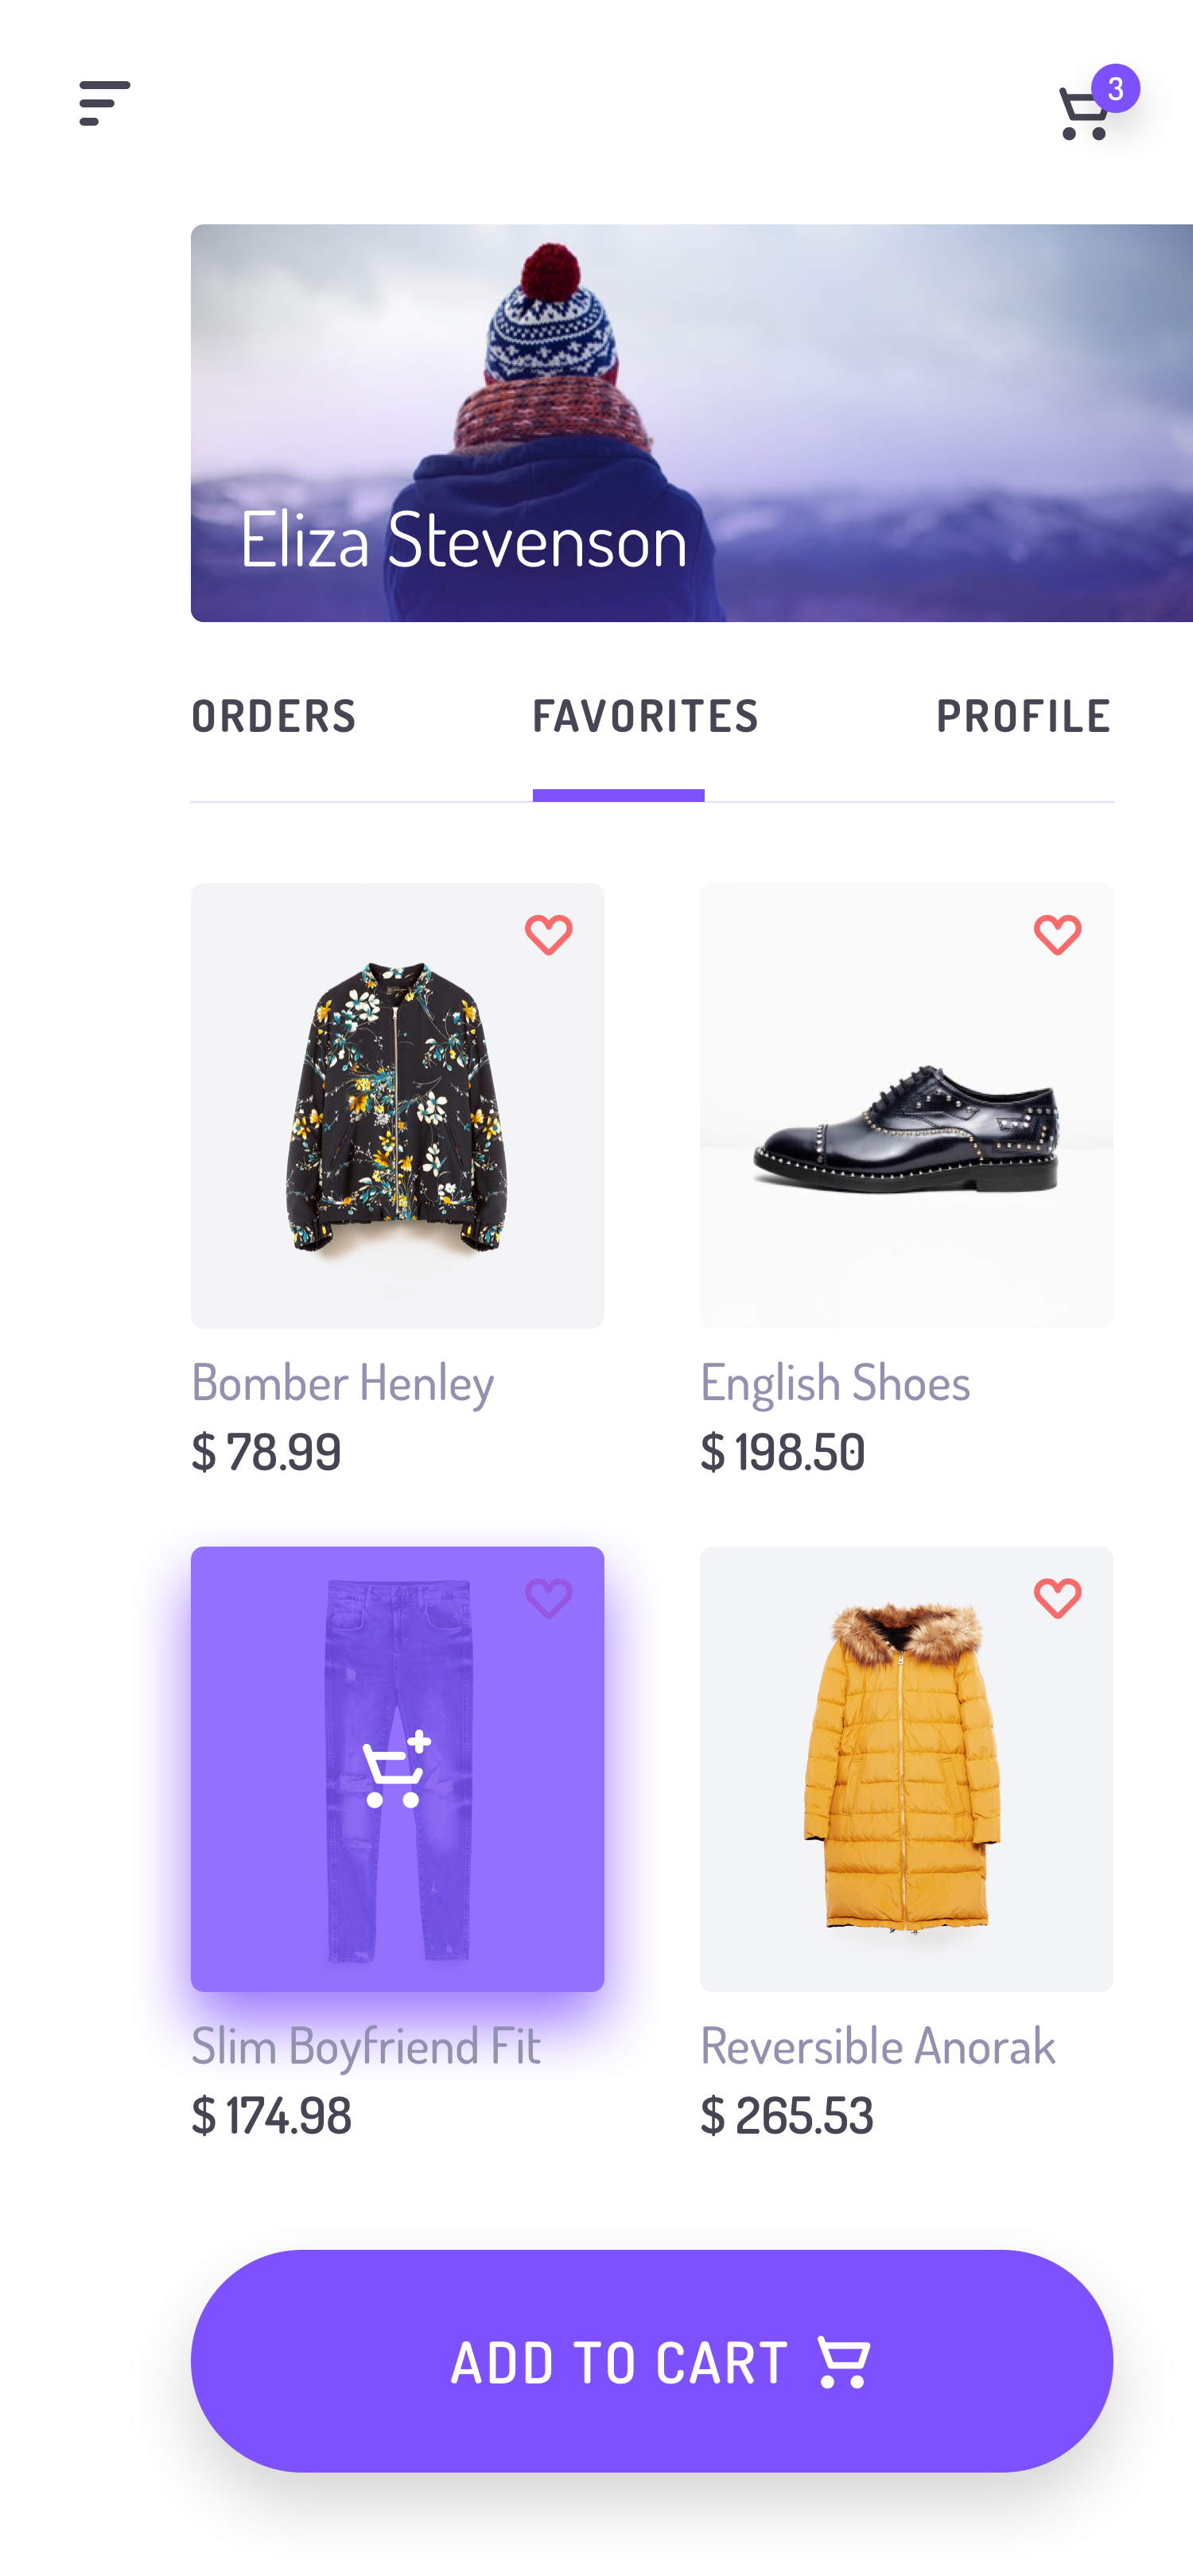 3
Eliza Stevenson
ORDERS FAVORITES PROFILE
Bomber Henley
$ 78.99
English Shoes
$ 198.50
Slim Boyfriend Fit
$ 174.98
Reversible Anorak
$ 265.53
ADD TO CART